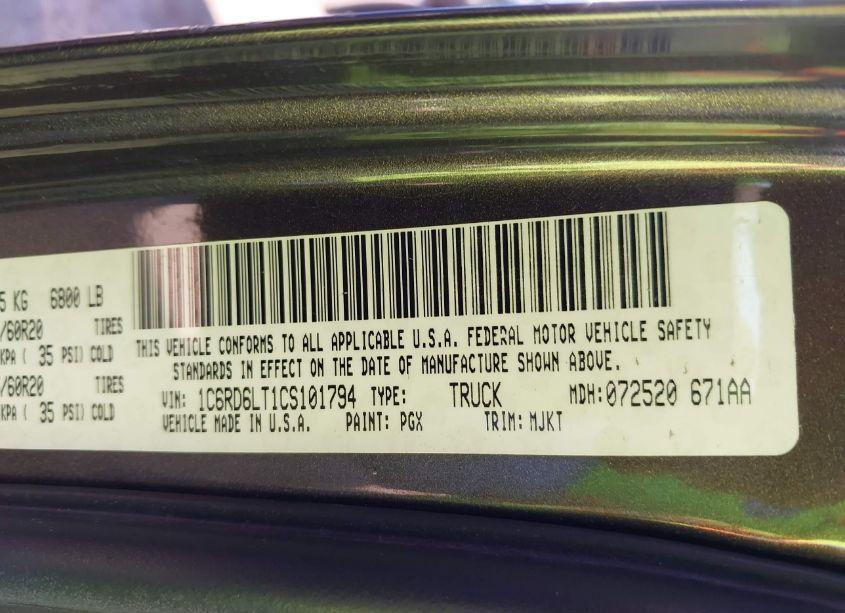 5 KG 6800 LB
/60R20 TIRES
KPA ( 35 PSI) COLD
/60R20 TIRES
KPA ( 35 PSI) COLD
THIS VEHICLE CONFORMS TO ALL APPLICABLE U.S.A. FEDERAL MOTOR VEHICLE SAFETY
STANDARDS IN EFFECT ON THE DATE OF MANUFACTURE SHOWN ABOVE.
VIN: 1C6RD6LT1CS101794 TYPE: TRUCK MDH: 072520 671AA
VEHICLE MADE IN U.S.A. PAINT: PGX TRIM: MJKT